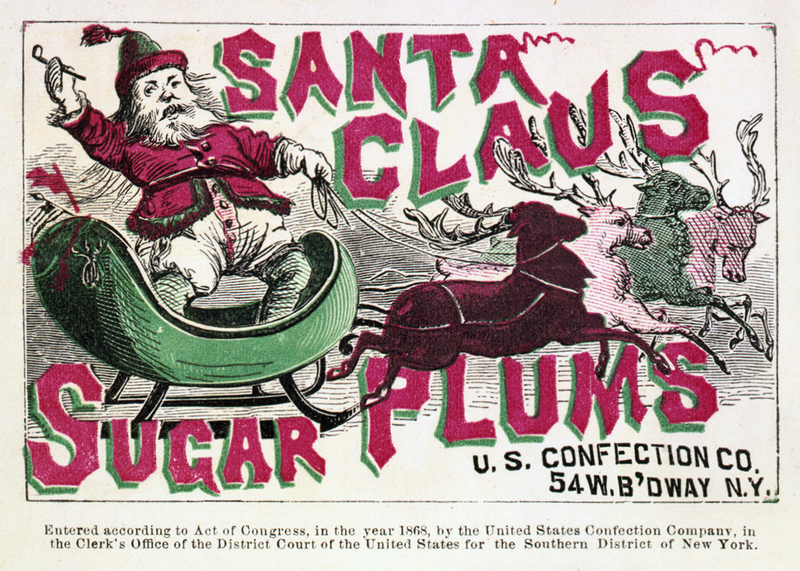 SANTA
CLAUS
SUGAR PLUMS
U. S. CONFECTION CO.
54 W. B'DWAY N.Y.
Entered according to Act of Congress, in the year 1868, by the United States Confection Company, in
the Clerk's Office of the District Court of the United States for the Southern District of New York.